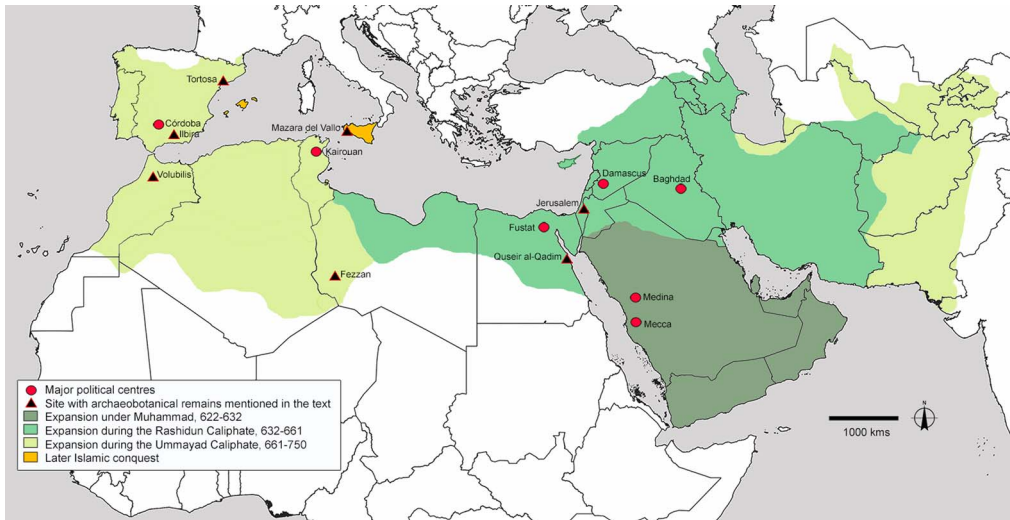 Tortosa
Córdoba
Ilbira
Mazara del Vallo
Kairouan
Volubilis
Damascus
Baghdad
Jerusalem
Fustat
Quseir al-Qadim
Fezzan
Medina
Mecca
Major political centres
Site with archaeobotanical remains mentioned in the text
Expansion under Muhammad, 622-632
Expansion during the Rashidun Caliphate, 632-661
Expansion during the Ummayad Caliphate, 661-750
Later Islamic conquest
N
1000 kms